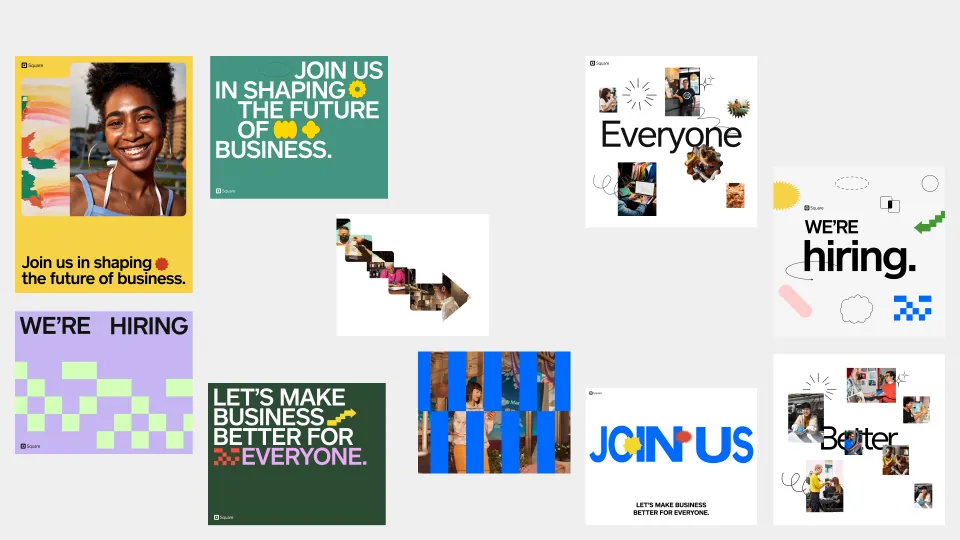 Square
Join us in shaping
the future of business.
WE'RE HIRING
Square
JOIN US
IN SHAPING
THE FUTURE
OF
BUSINESS.
Square
LET'S MAKE
BUSINESS
BETTER FOR
EVERYONE.
Square
Square
Everyone
Square
JOIN US
LET'S MAKE BUSINESS
BETTER FOR EVERYONE.
Square
WE'RE
hiring.
Better